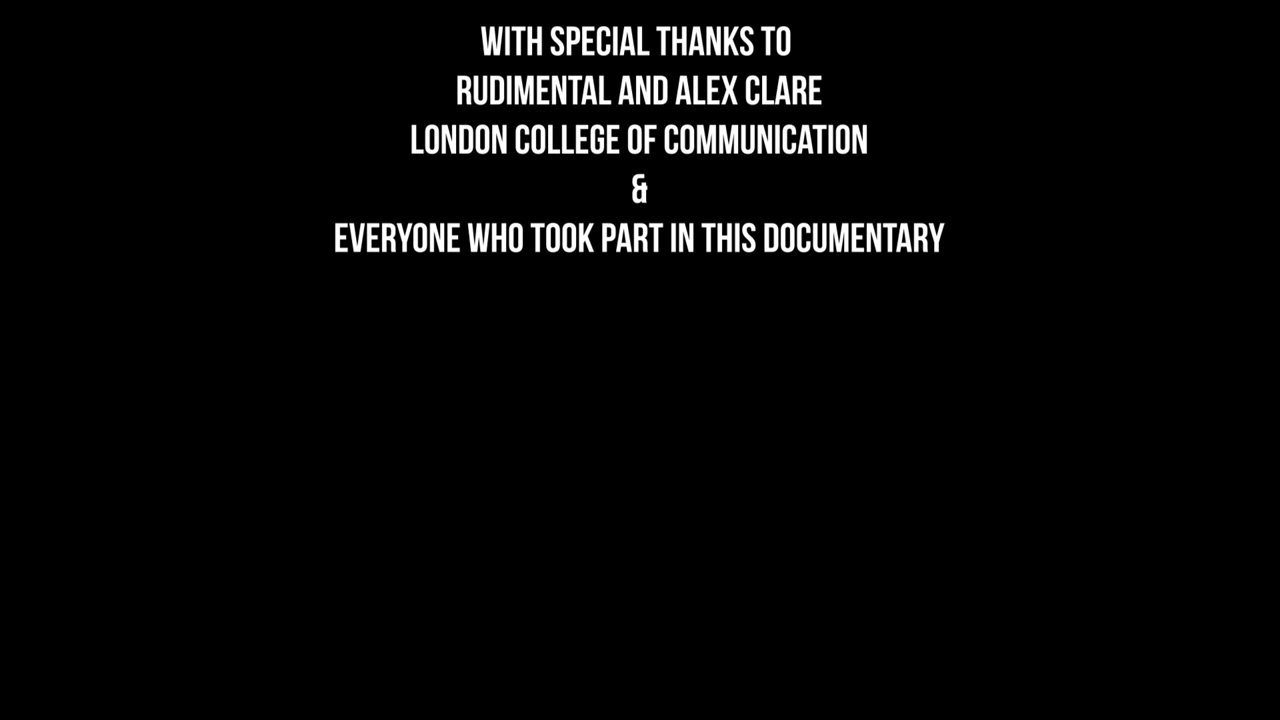 WITH SPECIAL THANKS TO
RUDIMENTAL AND ALEX CLARE
LONDON COLLEGE OF COMMUNICATION
&
EVERYONE WHO TOOK PART IN THIS DOCUMENTARY